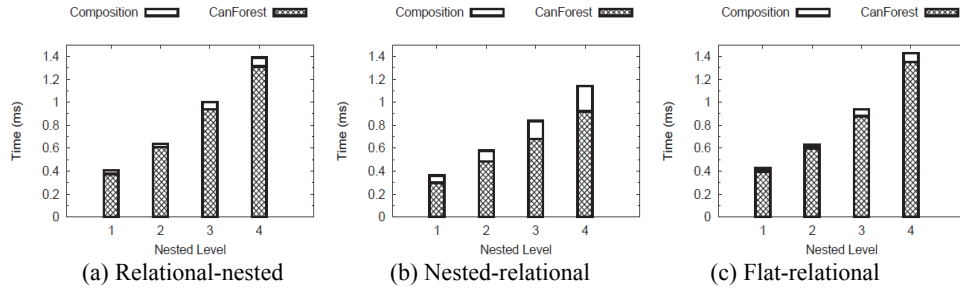 Composition CanForest
1.4
1.2
1
0.8
0.6
0.4
0.2
0
Time (ms)
1 2 3 4
Nested Level
(a) Relational-nested
Composition CanForest
1.4
1.2
1
0.8
0.6
0.4
0.2
0
Time (ms)
1 2 3 4
Nested Level
(b) Nested-relational
Composition CanForest
1.4
1.2
1
0.8
0.6
0.4
0.2
0
Time (ms)
1 2 3 4
Nested Level
(c) Flat-relational